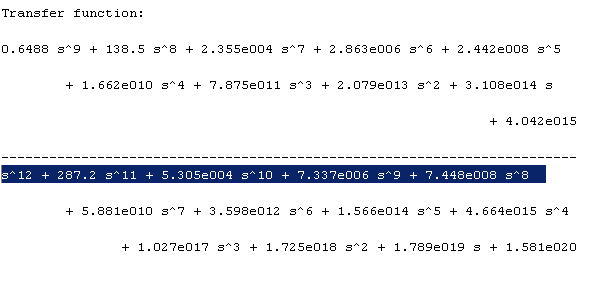 Transfer function:
0.6488 s^9 + 138.5 s^8 + 2.355e004 s^7 + 2.863e006 s^6 + 2.442e008 s^5
+ 1.662e010 s^4 + 7.875e011 s^3 + 2.079e013 s^2 + 3.108e014 s
+ 4.042e015
------------------------------------------------------------------------
s^12 + 287.2 s^11 + 5.305e004 s^10 + 7.337e006 s^9 + 7.448e008 s^8
+ 5.881e010 s^7 + 3.598e012 s^6 + 1.566e014 s^5 + 4.664e015 s^4
+ 1.027e017 s^3 + 1.725e018 s^2 + 1.789e019 s + 1.581e020